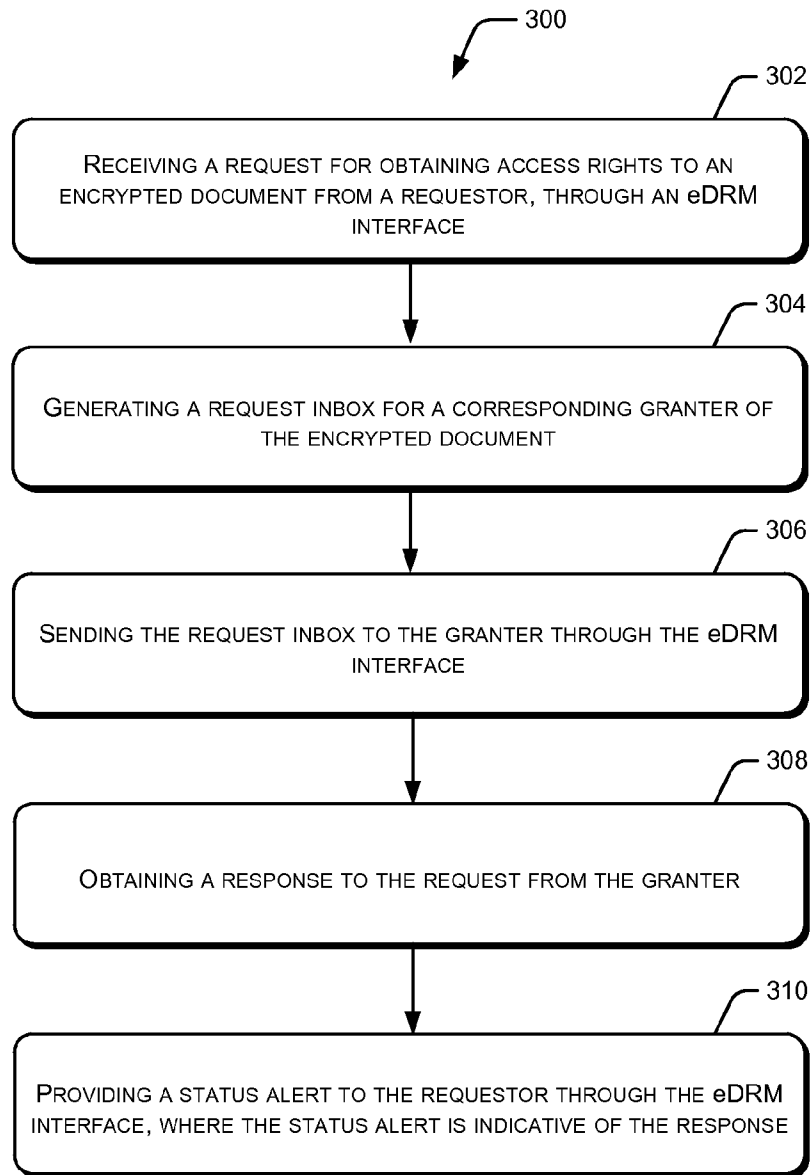 300
302
RECEIVING A REQUEST FOR OBTAINING ACCESS RIGHTS TO AN
ENCRYPTED DOCUMENT FROM A REQUESTOR, THROUGH AN eDRM
INTERFACE
304
GENERATING A REQUEST INBOX FOR A CORRESPONDING GRANTER OF
THE ENCRYPTED DOCUMENT
306
SENDING THE REQUEST INBOX TO THE GRANTER THROUGH THE eDRM
INTERFACE
308
OBTAINING A RESPONSE TO THE REQUEST FROM THE GRANTER
310
PROVIDING A STATUS ALERT TO THE REQUESTOR THROUGH THE eDRM
INTERFACE, WHERE THE STATUS ALERT IS INDICATIVE OF THE RESPONSE